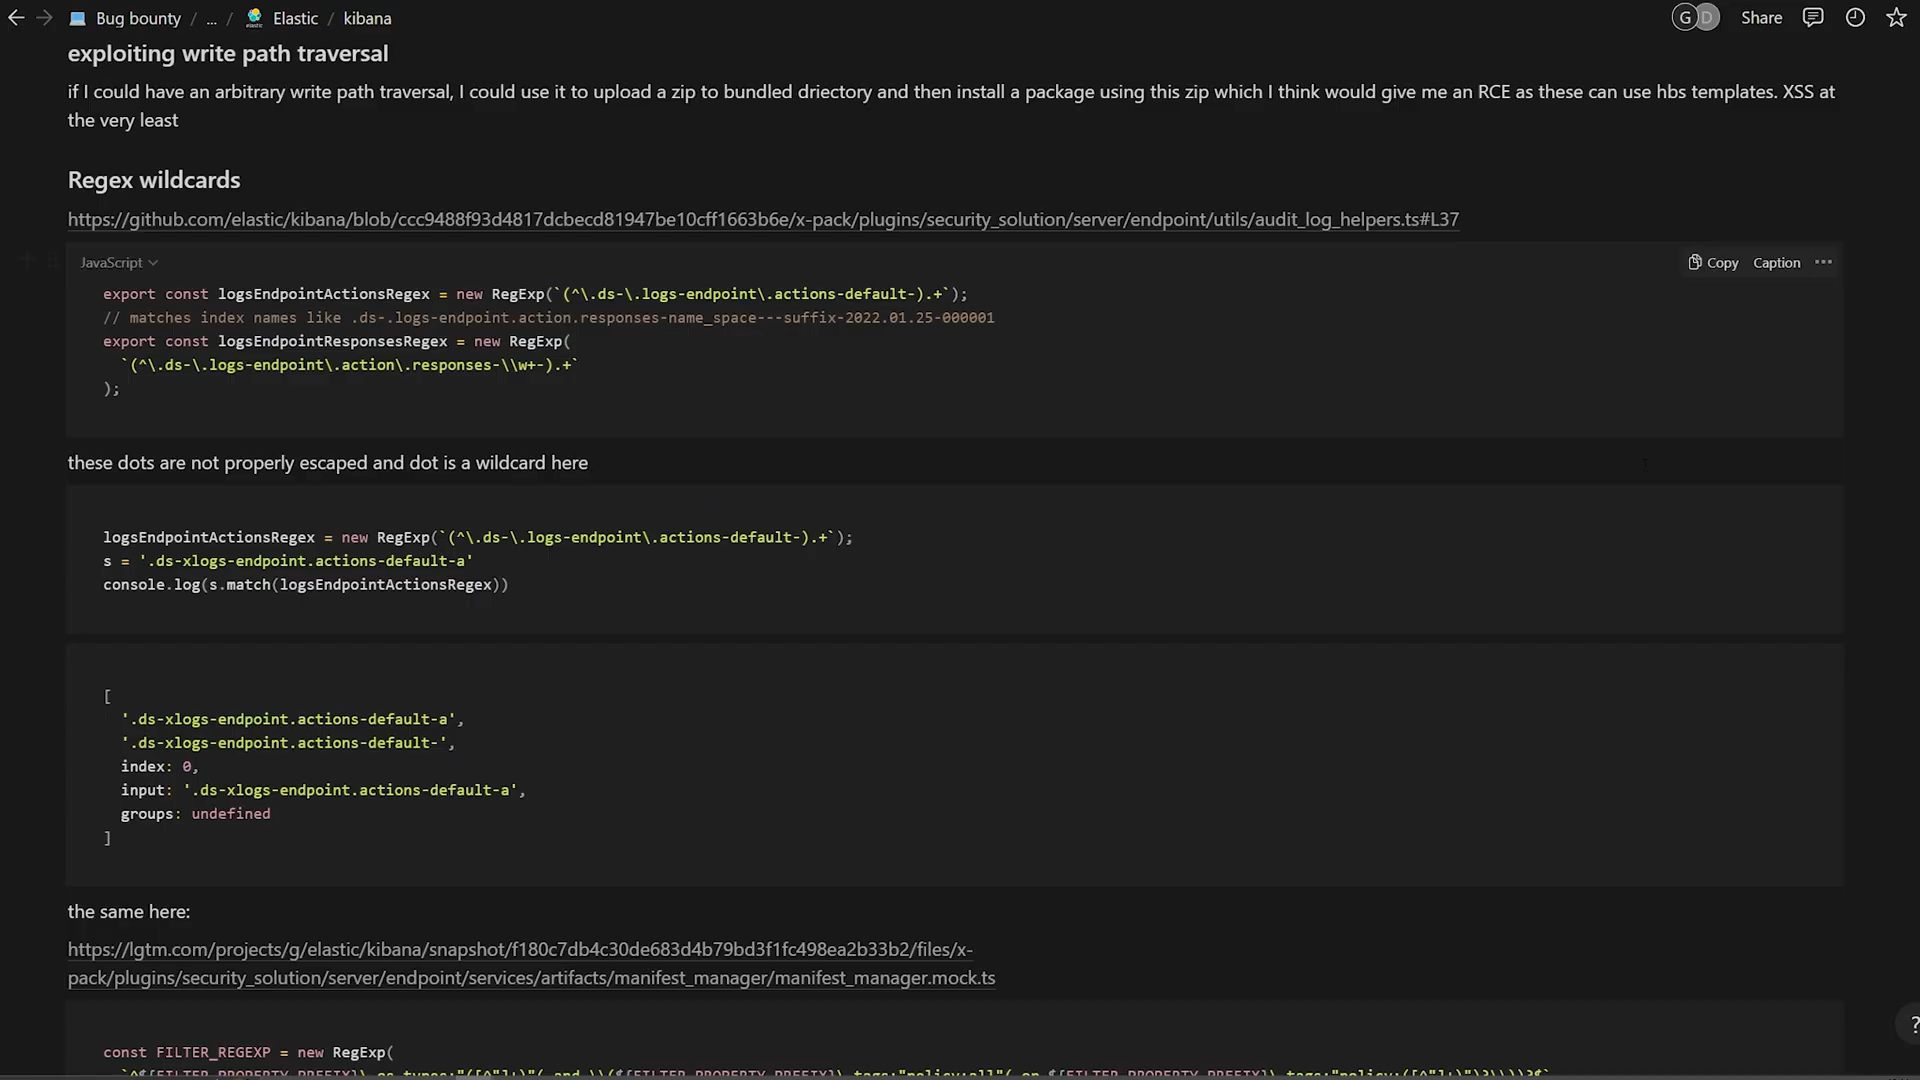 Bug bounty / ... / Elastic / kibana
G D Share
exploiting write path traversal
if I could have an arbitrary write path traversal, I could use it to upload a zip to bundled driectory and then install a package using this zip which I think would give me an RCE as these can use hbs templates. XSS at
the very least
Regex wildcards
https://github.com/elastic/kibana/blob/ccc9488f93d4817dcbecd81947be10cff1663b6e/x-pack/plugins/security_solution/server/endpoint/utils/audit_log_helpers.ts#L37
JavaScript
Copy Caption
export const logsEndpointActionsRegex = new RegExp(`(^\.ds-\.logs-endpoint\.actions-default-).+`);
// matches index names like .ds-.logs-endpoint.action.responses-name_space---suffix-2022.01.25-000001
export const logsEndpointResponsesRegex = new RegExp(
`(^\.ds-\.logs-endpoint\.action\.responses-\\w+-).+`
);
these dots are not properly escaped and dot is a wildcard here
logsEndpointActionsRegex = new RegExp(`(^\.ds-\.logs-endpoint\.actions-default-).+`);
s = '.ds-xlogs-endpoint.actions-default-a'
console.log(s.match(logsEndpointActionsRegex))
[
'.ds-xlogs-endpoint.actions-default-a',
'.ds-xlogs-endpoint.actions-default-',
index: 0,
input: '.ds-xlogs-endpoint.actions-default-a',
groups: undefined
]
the same here:
https://lgtm.com/projects/g/elastic/kibana/snapshot/f180c7db4c30de683d4b79bd3f1fc498ea2b33b2/files/x-
pack/plugins/security_solution/server/endpoint/services/artifacts/manifest_manager/manifest_manager.mock.ts
?
const FILTER_REGEXP = new RegExp(